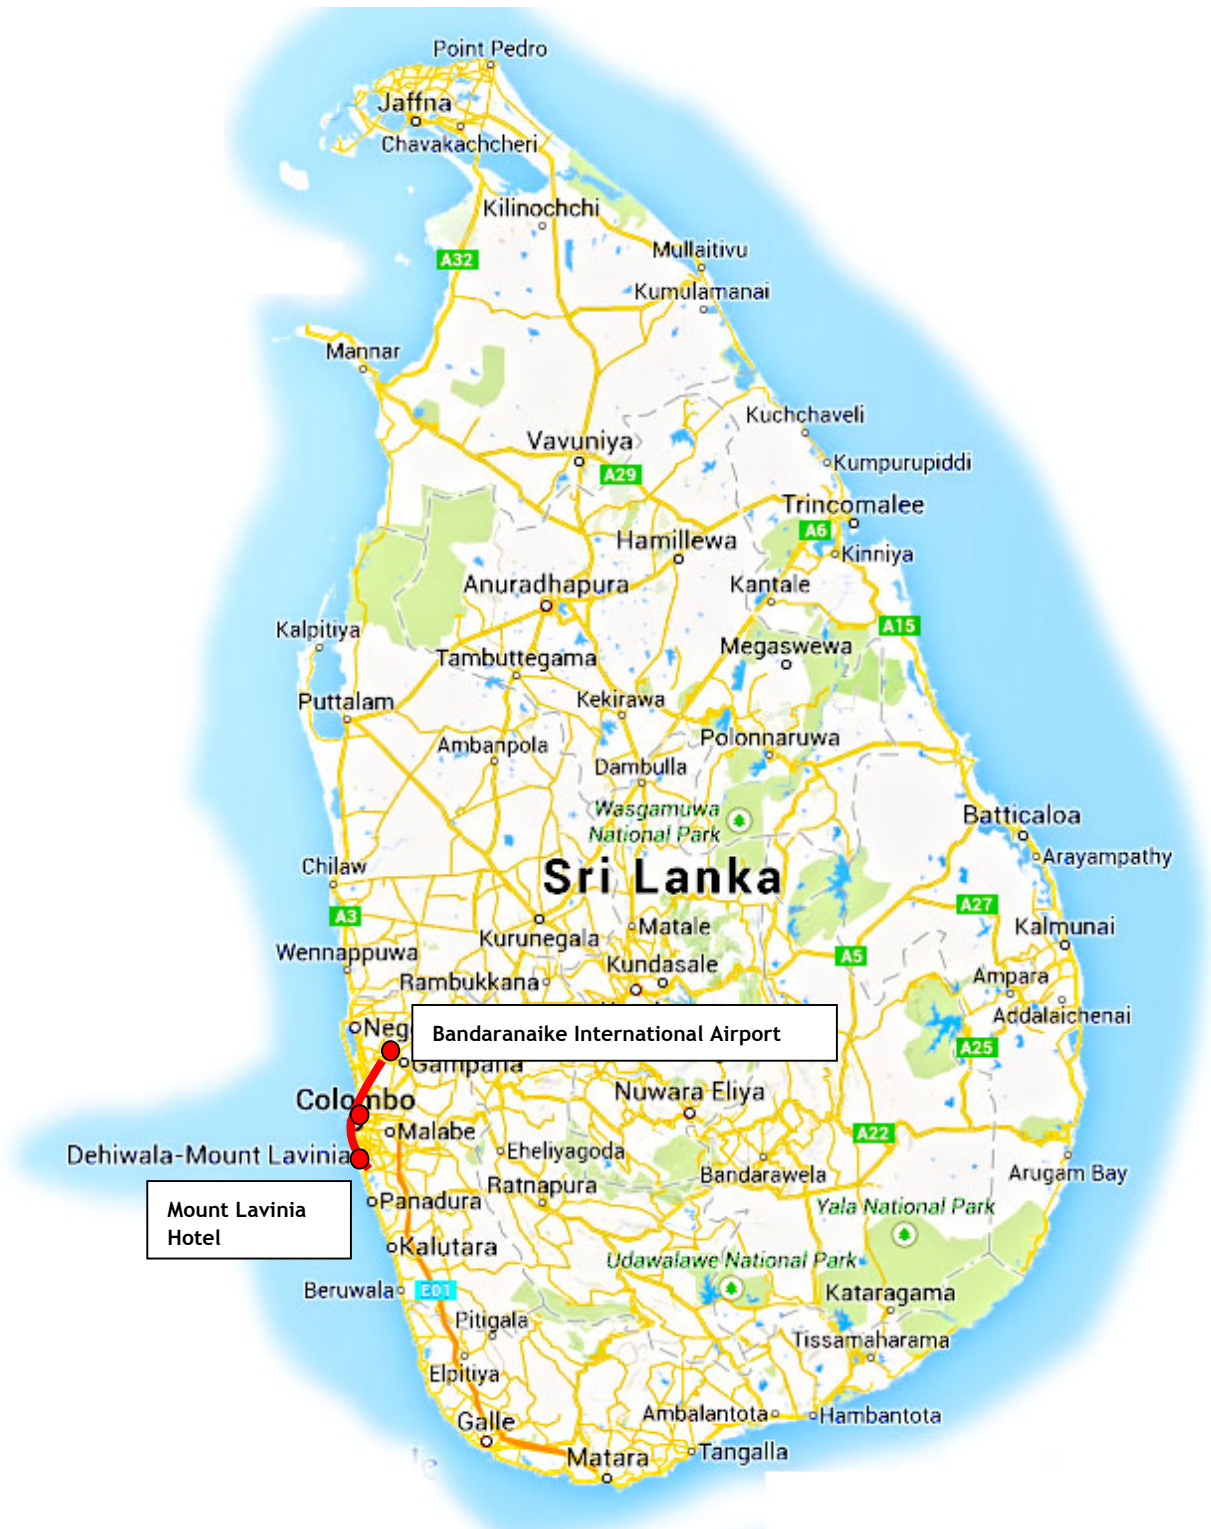 Point Pedro
Jaffna
Chavakachcheri
Kilinochchi
Mullaitivu
A32
Kumulamanai
Mannar
Kuchchaveli
Vavuniya
Kumpurupiddi
A29
Trincomalee
A6
Hamillewa
Kinniya
Anuradhapura
Kantale
A15
Kalpitiya
Megaswewa
Tambuttegama
Kekirawa
Puttalam
Polonnaruwa
Ambanpola
Dambulla
Wasgamuwa
National Park
Batticaloa
Arayampathy
Chilaw
Sri Lanka
A27
A3
Matale
Kalmunai
Kurunegala
Wennappuwa
A5
Kundasale
Ampara
Rambukkana
Addalaichenai
Neg
Bandaranaike International Airport
A25
Gampaha
Nuwara Eliya
Colombo
Malabe
A22
Eheliyagoda
Dehiwala-Mount Lavinia
Bandarawela
Arugam Bay
Ratnapura
Panadura
Yala National Park
Mount Lavinia
Hotel
Kalutara
Udawalawe National Park
Beruwala
E01
Kataragama
Pitigala
Tissamaharama
Elpitiya
Ambalantota
Hambantota
Galle
Matara
Tangalla